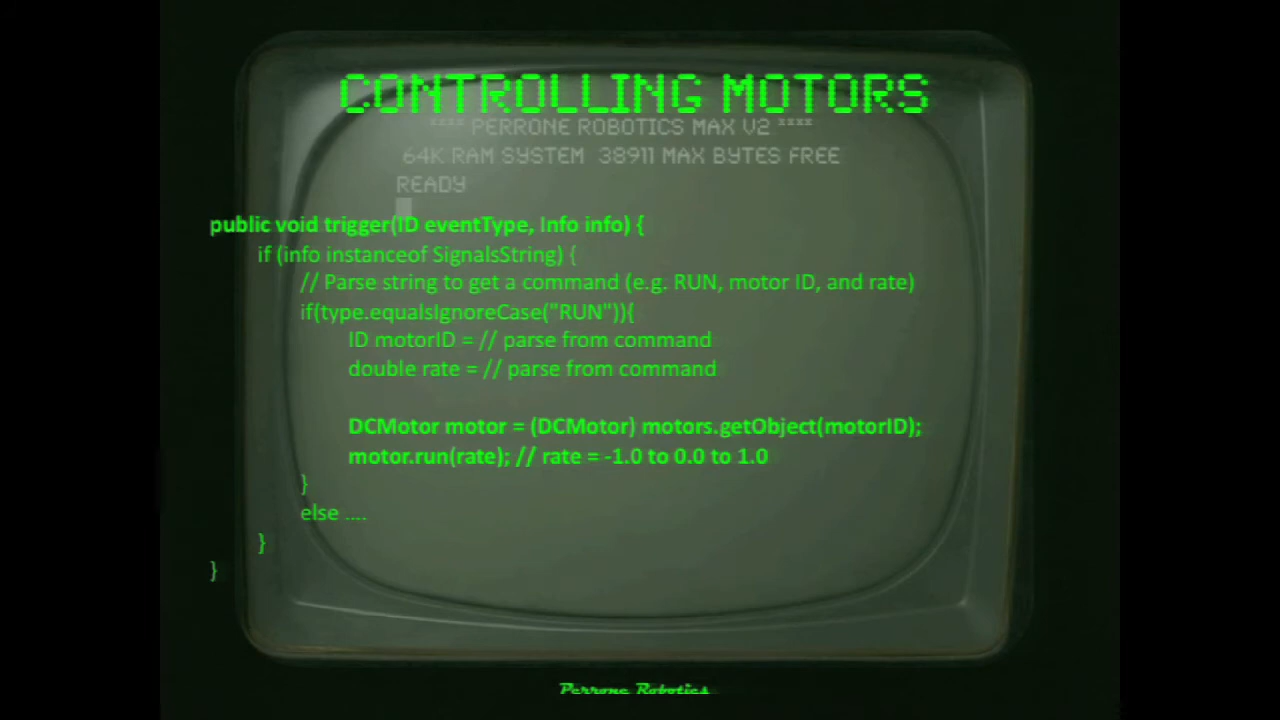 CONTROLLING MOTORS
**** PERRONE ROBOTICS MAX V2 ****
64K RAM SYSTEM 38911 MAX BYTES FREE
READY
public void trigger(ID eventType, Info info) {
if (info instanceof SignalsString) {
// Parse string to get a command (e.g. RUN, motor ID, and rate)
if(type.equalsIgnoreCase("RUN")){
ID motorID = // parse from command
double rate = // parse from command
DCMotor motor = (DCMotor) motors.getObject(motorID);
motor.run(rate); // rate = -1.0 to 0.0 to 1.0
}
else ....
}
}
Perrone Robotics